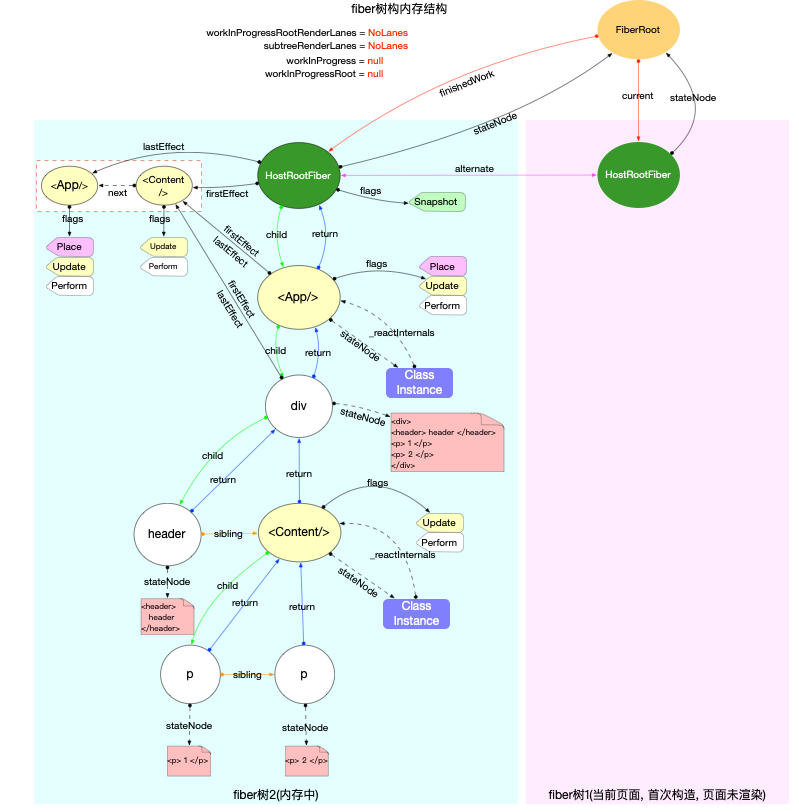 fiber树构内存结构
workInProgressRootRenderLanes = NoLanes
subtreeRenderLanes = NoLanes
workInProgress = null
workInProgressRoot = null
FiberRoot
finishedWork
current
stateNode
stateNode
lastEffect
HostRootFiber
alternate
HostRootFiber
<App/>
next
<Content
/>
firstEffect
flags
Snapshot
flags
flags
Place
Update
Perform
Update
Perform
child
return
firstEffect
lastEffect
<App/>
flags
Place
Update
Perform
firstEffect
lastEffect
_reactInternals
stateNode
child
return
Class
Instance
div
stateNode
<div>
<header> header </header>
<p> 1 </p>
<p> 2 </p>
</div>
child
return
return
flags
header
sibling
<Content/>
Update
Perform
_reactInternals
stateNode
stateNode
child
return
return
<header>
header
</header>
Class
Instance
p
sibling
p
stateNode
stateNode
<p> 1 </p>
<p> 2 </p>
fiber树2(内存中)
fiber树1(当前页面, 首次构造, 页面未渲染)